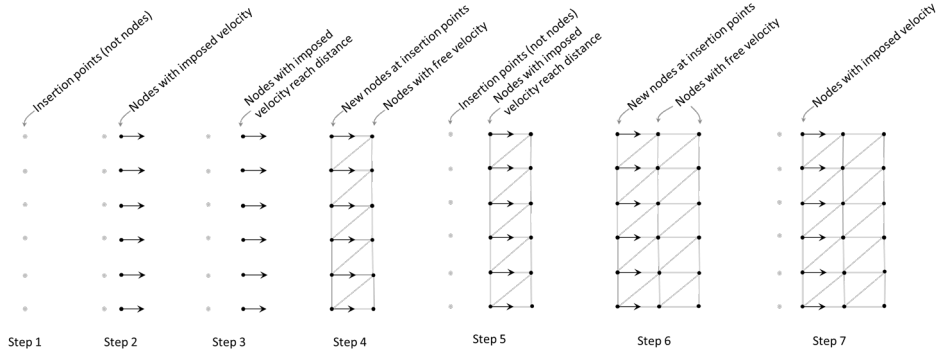 Insertion points (not nodes)
Nodes with imposed velocity
Nodes with imposed
velocity reach distance
New nodes at insertion points
Nodes with free velocity
Insertion points (not nodes)
Nodes with imposed
velocity reach distance
New nodes at insertion points
Nodes with free velocity
Nodes with imposed velocity
Step 1
Step 2
Step 3
Step 4
Step 5
Step 6
Step 7